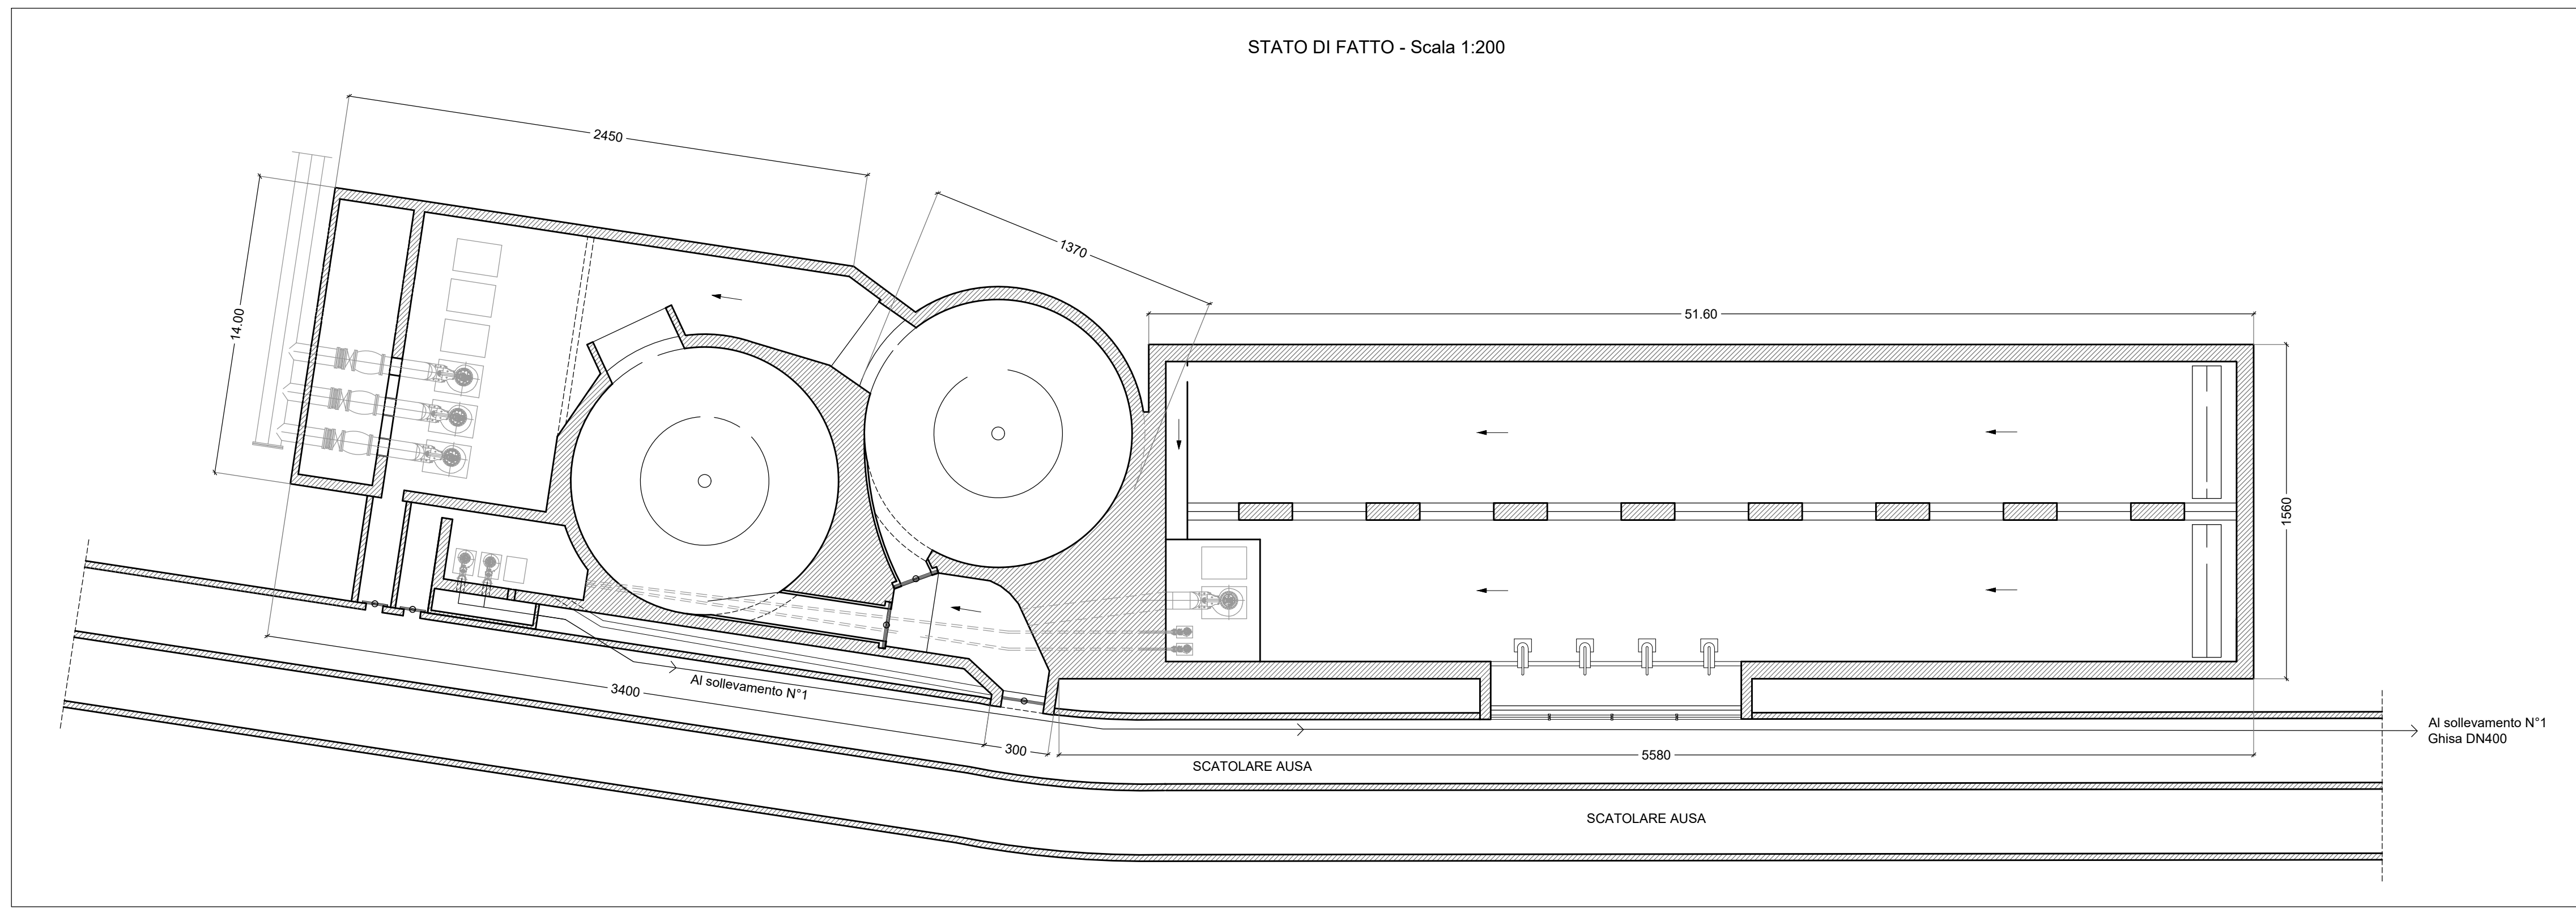 STATO DI FATTO - Scala 1:200
2450
1370
14.00
51.60
1560
Al sollevamento N°1
3400
300
5580
SCATOLARE AUSA
SCATOLARE AUSA
Al sollevamento N°1
Ghisa DN400